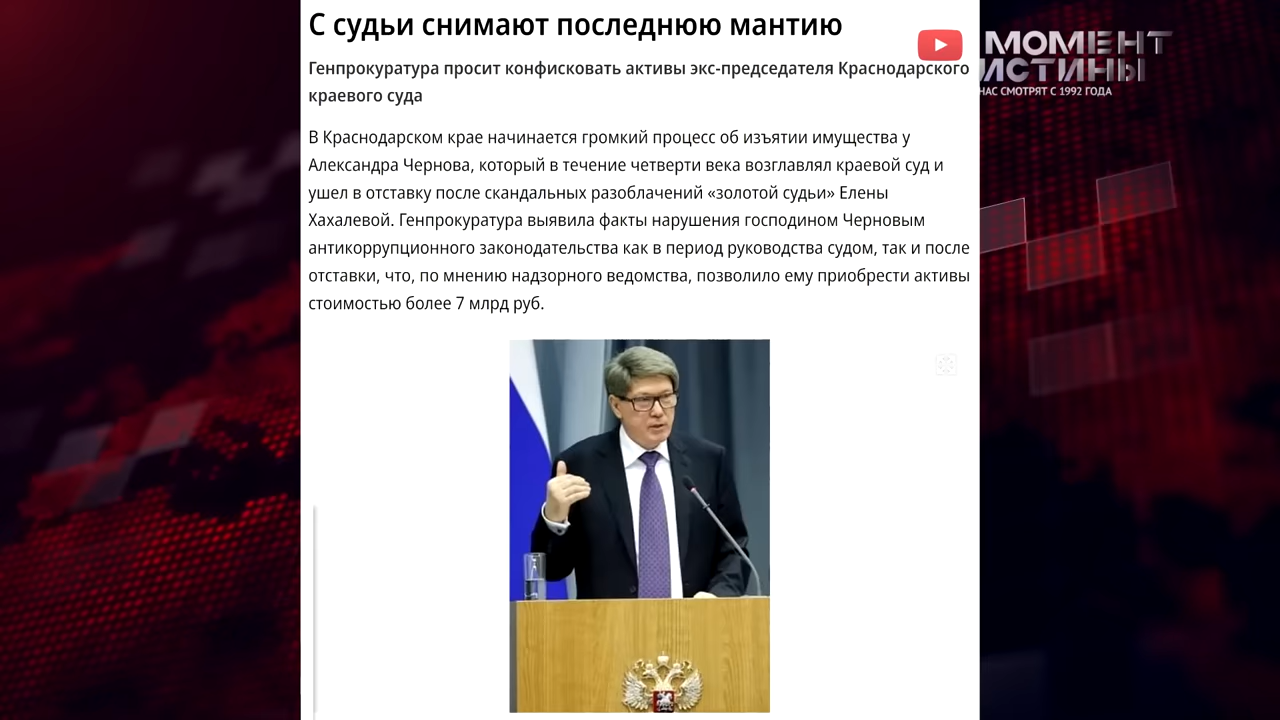 С судьи снимают последнюю мантию
Генпрокуратура просит конфисковать активы экс-председателя Краснодарского
краевого суда
В Краснодарском крае начинается громкий процесс об изъятии имущества у
Александра Чернова, который в течение четверти века возглавлял краевой суд и
ушел в отставку после скандальных разоблачений «золотой судьи» Елены
Хахалевой. Генпрокуратура выявила факты нарушения господином Черновым
антикоррупционного законодательства как в период руководства судом, так и после
отставки, что, по мнению надзорного ведомства, позволило ему приобрести активы
стоимостью более 7 млрд руб.
МОМЕНТ
ИСТИНЫ
НАС СМОТРЯТ С 1992 ГОДА